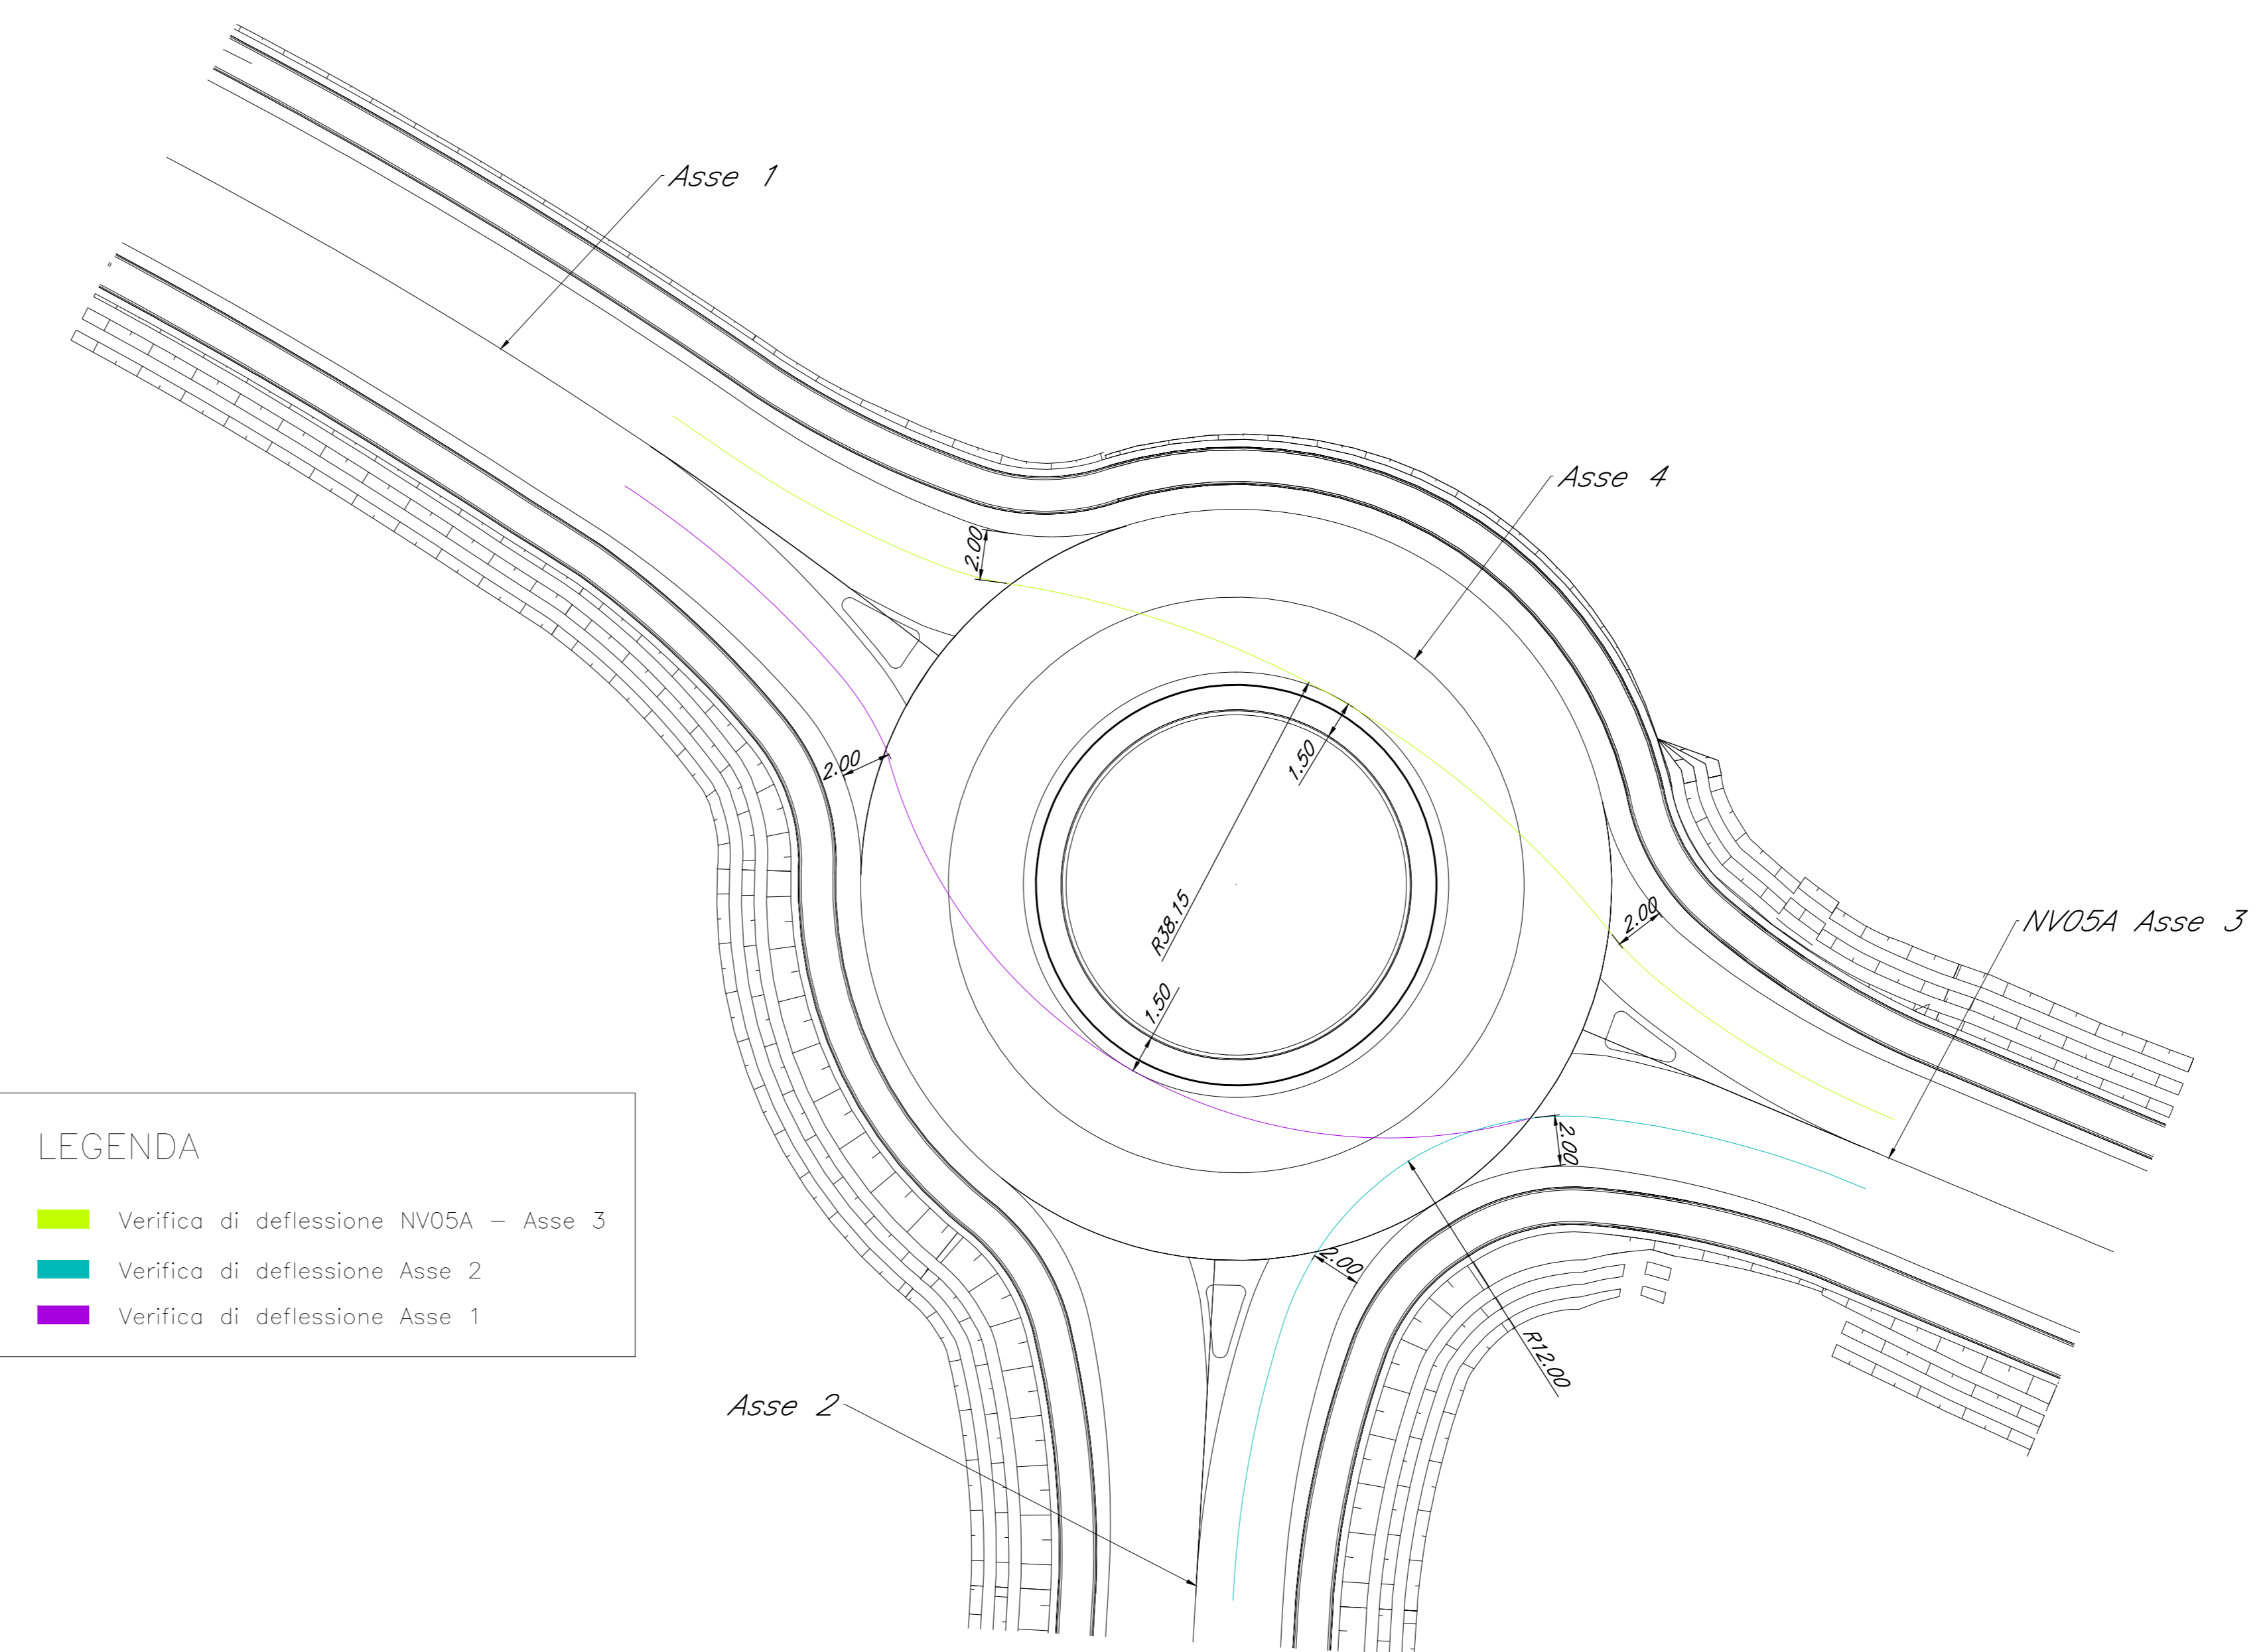 Asse 1
Asse 4
2.00
1.50
2.00
R38.15
2.00
NV05A Asse 3
1.50
LEGENDA
Verifica di deflessione NV05A – Asse 3
Verifica di deflessione Asse 2
Verifica di deflessione Asse 1
2.00
2.00
R12.00
Asse 2